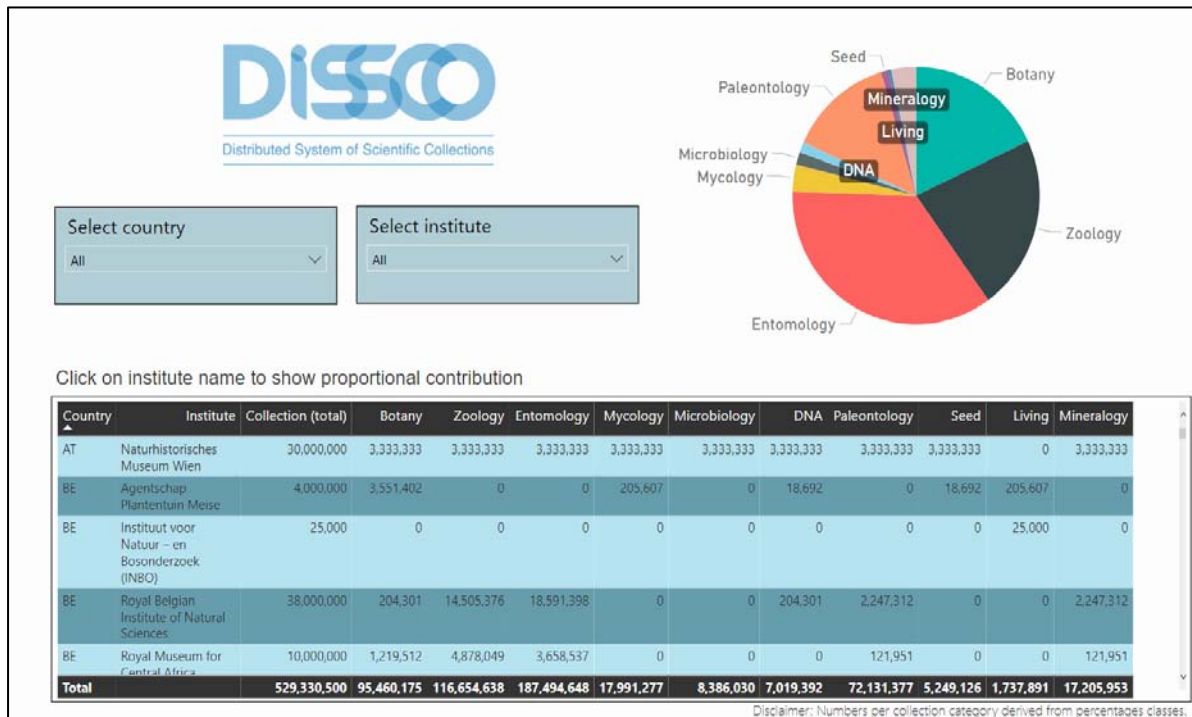 DiSSCO
Distributed System of Scientific Collections
Seed
Botany
Paleontology
Mineralogy
Living
Microbiology
DNA
Mycology
Zoology
Entomology
Select country
All
Select institute
All
Click on institute name to show proportional contribution
Country Institute Collection (total) Botany Zoology Entomology Mycology Microbiology DNA Paleontology Seed Living Mineralogy
AT Naturhistorisches 30,000,000 3,333,333 3,333,333 3,333,333 3,333,333 3,333,333 3,333,333 3,333,333 3,333,333 0 3,333,333
Museum Wien
BE Agentschap 4,000,000 3,551,402 0 0 205,607 0 18,692 0 18,692 205,607 0
Plantentuin Meise
BE Instituut voor 25,000 0 0 0 0 0 0 0 0 25,000 0
Natuur – en
Bosonderzoek
(INBO)
BE Royal Belgian 38,000,000 204,301 14,505,376 18,591,398 0 0 204,301 2,247,312 0 0 2,247,312
Institute of Natural
Sciences
BE Royal Museum for 10,000,000 1,219,512 4,878,049 3,658,537 0 0 0 121,951 0 0 121,951
Central Africa
Total 529,330,500 95,460,175 116,654,638 187,494,648 17,991,277 8,386,030 7,019,392 72,131,377 5,249,126 1,737,891 17,205,953
Disclaimer: Numbers per collection category derived from percentages classes.